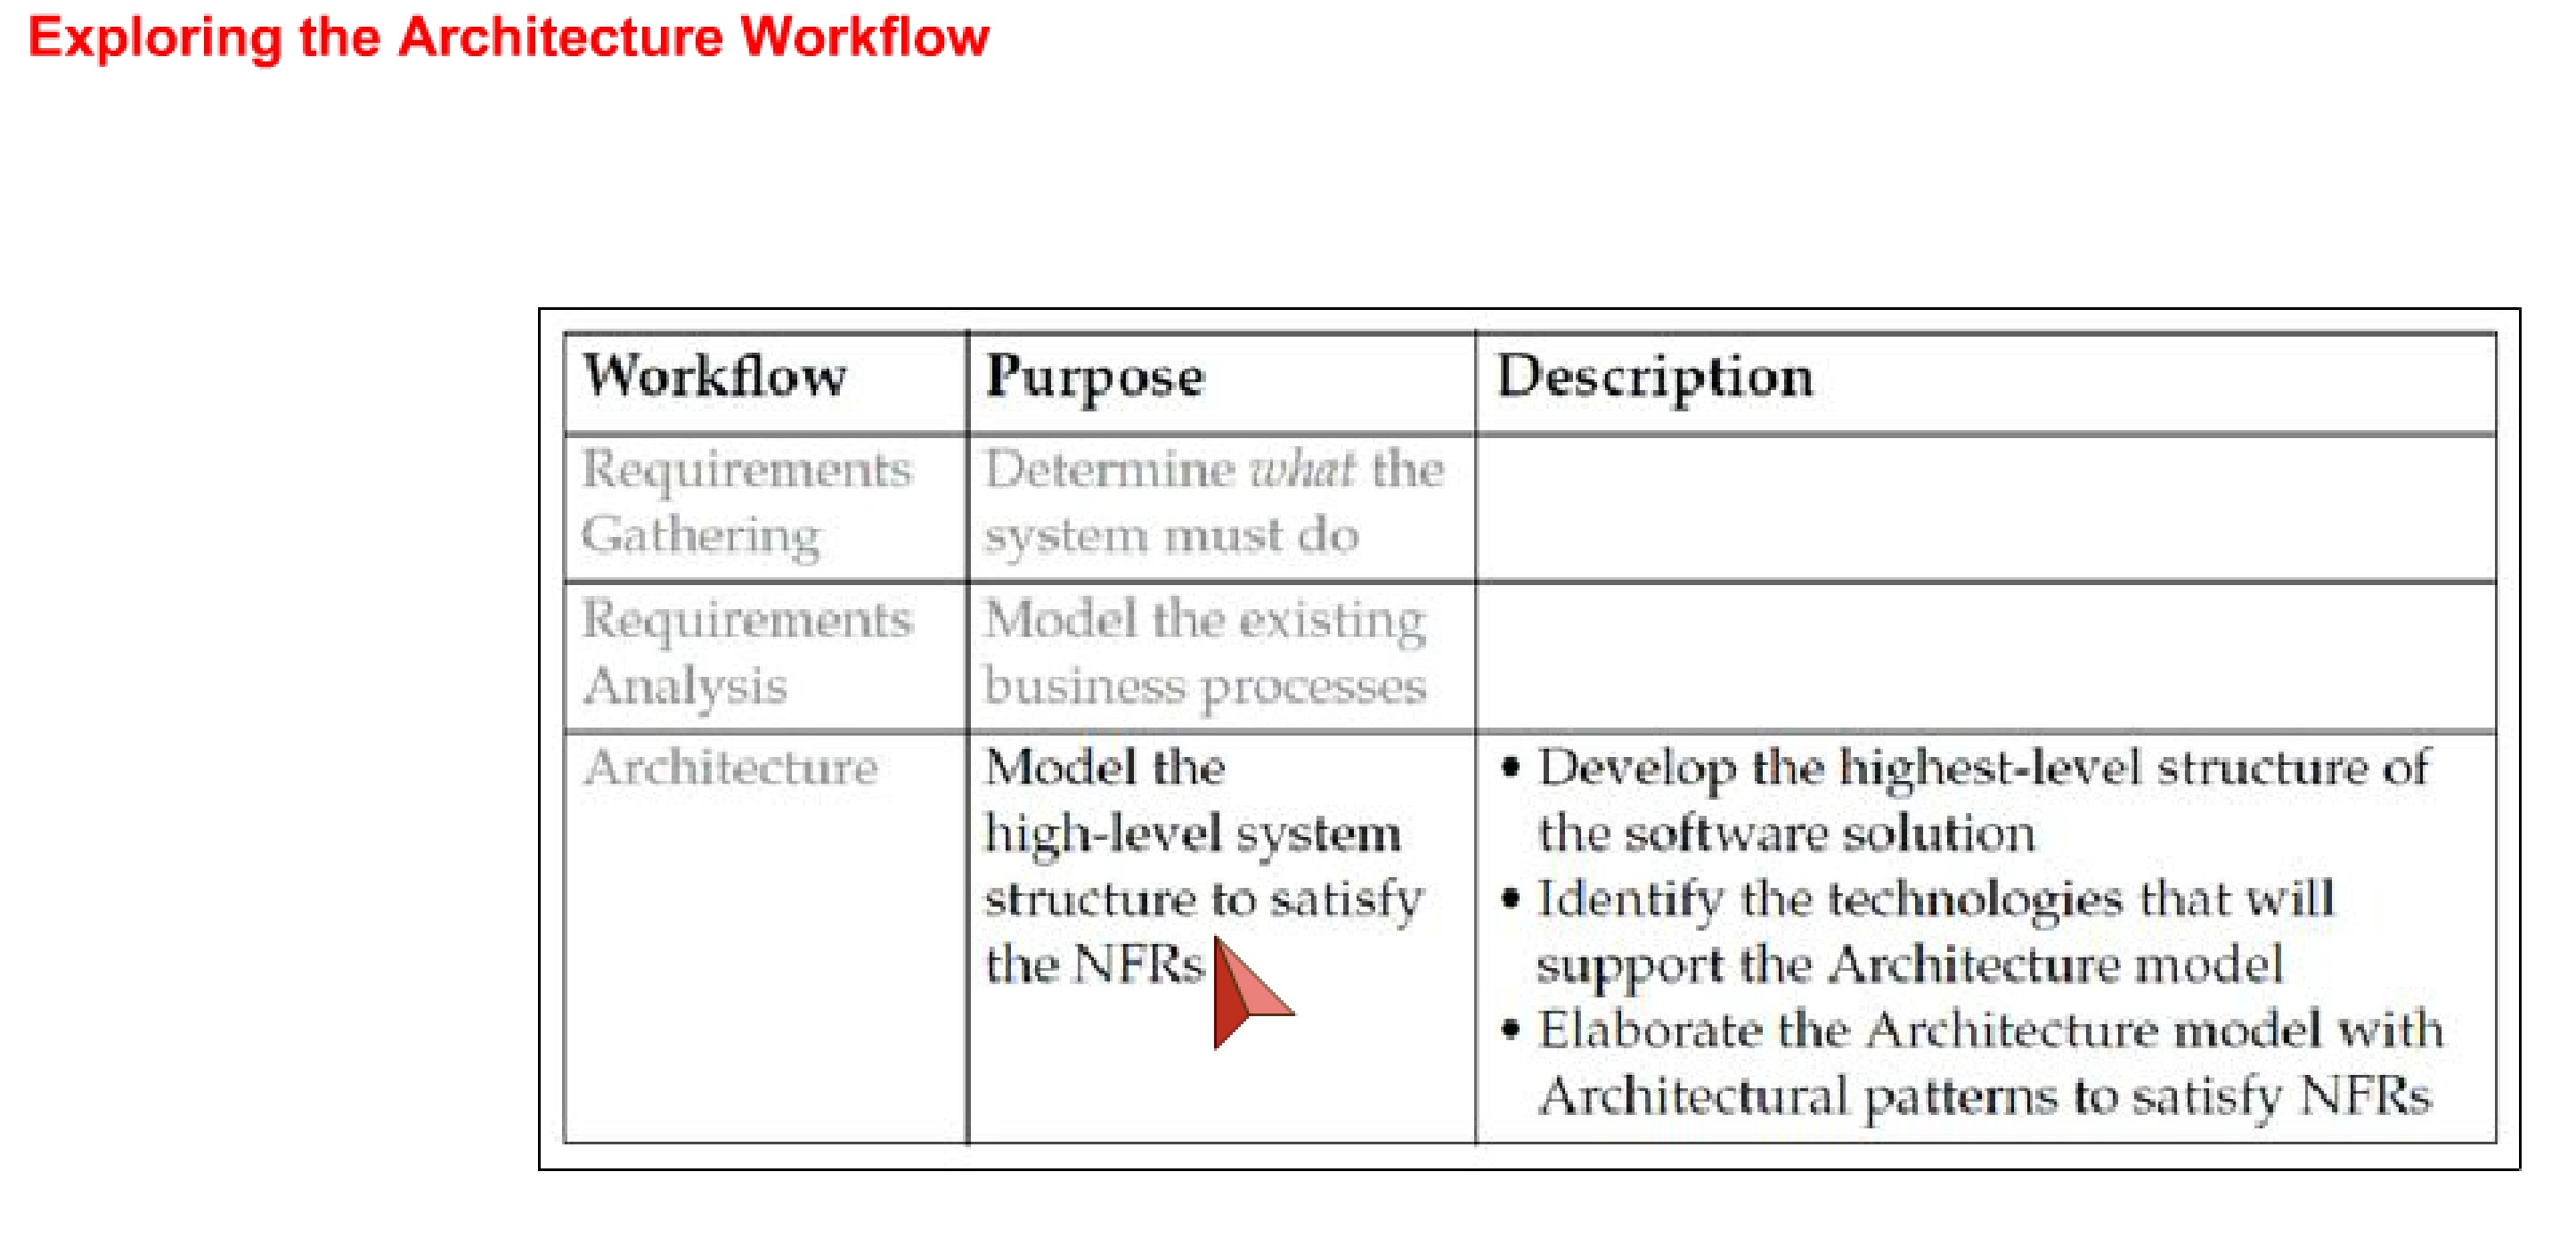 Exploring the Architecture Workflow
Workflow
Purpose
Description
Requirements
Gathering
Determine what the
system must do
Requirements
Analysis
Model the existing
business processes
Architecture
Model the
high-level system
structure to satisfy
the NFRs
• Develop the highest-level structure of
the software solution
• Identify the technologies that will
support the Architecture model
• Elaborate the Architecture model with
Architectural patterns to satisfy NFRs